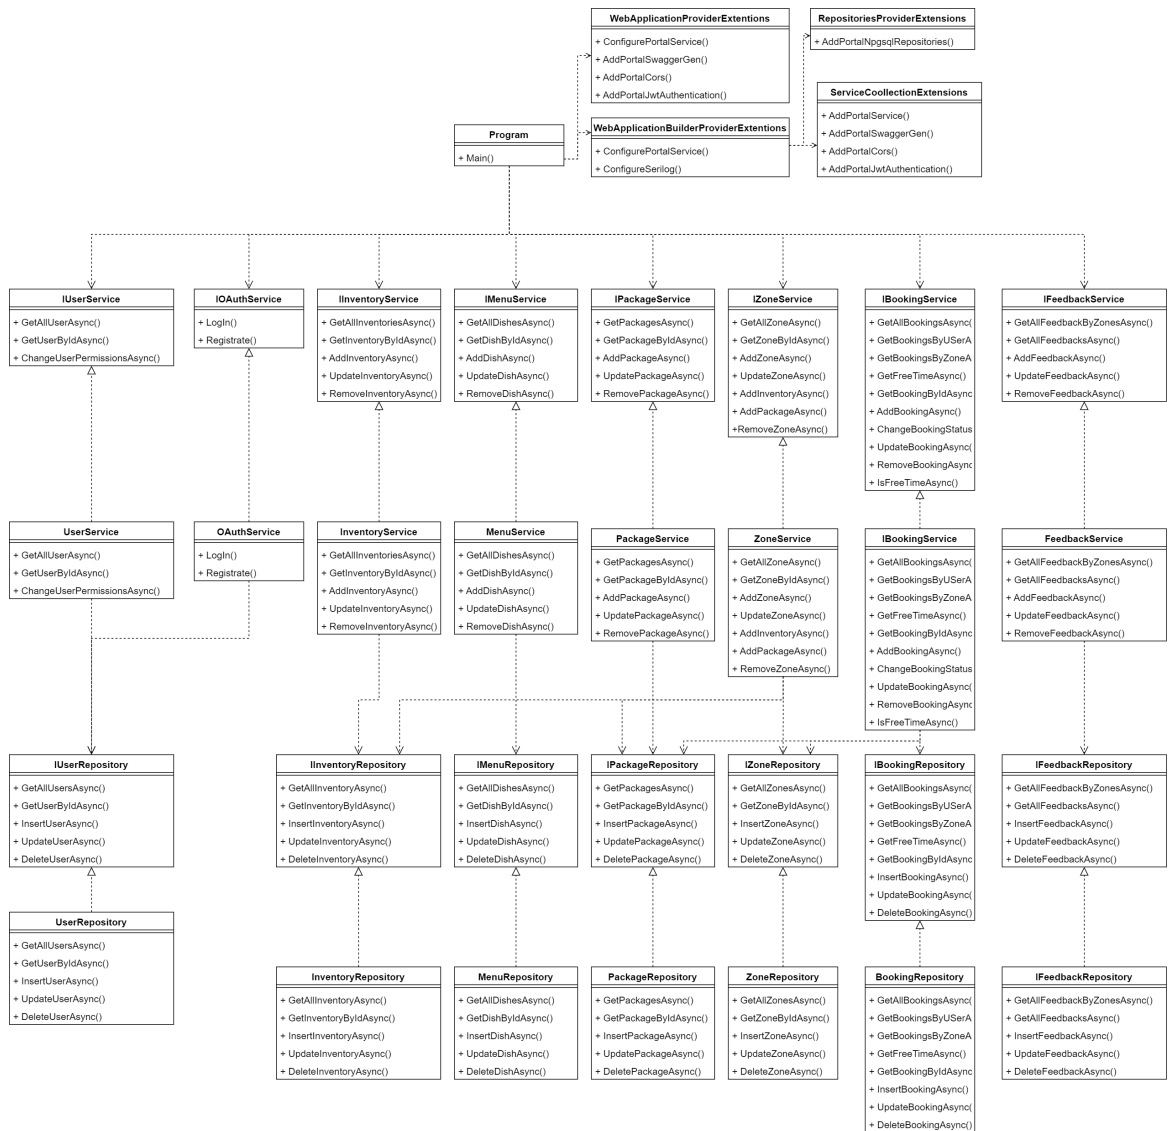 WebApplicationProviderExtentions
+ ConfigurePortalService()
+ AddPortalSwaggerGen()
+ AddPortalCors()
+ AddPortalJwtAuthentication()
RepositoriesProviderExtensions
+ AddPortalNpgsqlRepositories()
ServiceCoollectionExtensions
+ AddPortalService()
+ AddPortalSwaggerGen()
+ AddPortalCors()
+ AddPortalJwtAuthentication()
Program
+ Main()
WebApplicationBuilderProviderExtentions
+ ConfigurePortalService()
+ ConfigureSerilog()
IUserService
+ GetAllUserAsync()
+ GetUserByIdAsync()
+ ChangeUserPermissionsAsync()
IOAuthService
+ LogIn()
+ Registrate()
IInventoryService
+ GetAllInventoriesAsync()
+ GetInventoryByIdAsync()
+ AddInventoryAsync()
+ UpdateInventoryAsync()
+ RemoveInventoryAsync()
IMenuService
+ GetAllDishesAsync()
+ GetDishByIdAsync()
+ AddDishAsync()
+ UpdateDishAsync()
+ RemoveDishAsync()
IPackageService
+ GetPackagesAsync()
+ GetPackageByIdAsync()
+ AddPackageAsync()
+ UpdatePackageAsync()
+ RemovePackageAsync()
IZoneService
+ GetAllZoneAsync()
+ GetZoneByIdAsync()
+ AddZoneAsync()
+ UpdateZoneAsync()
+ AddInventoryAsync()
+ AddPackageAsync()
+RemoveZoneAsync()
IBookingService
+ GetAllBookingsAsync(
+ GetBookingsByUSerA
+ GetBookingsByZoneA
+ GetFreeTimeAsync()
+ GetBookingByIdAsync
+ AddBookingAsync()
+ ChangeBookingStatus
+ UpdateBookingAsync(
+ RemoveBookingAsync
+ IsFreeTimeAsync()
IFeedbackService
+ GetAllFeedbackByZonesAsync()
+ GetAllFeedbacksAsync()
+ AddFeedbackAsync()
+ UpdateFeedbackAsync()
+ RemoveFeedbackAsync()
UserService
+ GetAllUserAsync()
+ GetUserByIdAsync()
+ ChangeUserPermissionsAsync()
OAuthService
+ LogIn()
+ Registrate()
InventoryService
+ GetAllInventoriesAsync()
+ GetInventoryByIdAsync()
+ AddInventoryAsync()
+ UpdateInventoryAsync()
+ RemoveInventoryAsync()
MenuService
+ GetAllDishesAsync()
+ GetDishByIdAsync()
+ AddDishAsync()
+ UpdateDishAsync()
+ RemoveDishAsync()
PackageService
+ GetPackagesAsync()
+ GetPackageByIdAsync()
+ AddPackageAsync()
+ UpdatePackageAsync()
+ RemovePackageAsync()
ZoneService
+ GetAllZoneAsync()
+ GetZoneByIdAsync()
+ AddZoneAsync()
+ UpdateZoneAsync()
+ AddInventoryAsync()
+ AddPackageAsync()
+ RemoveZoneAsync()
IBookingService
+ GetAllBookingsAsync(
+ GetBookingsByUSerA
+ GetBookingsByZoneA
+ GetFreeTimeAsync()
+ GetBookingByIdAsync
+ AddBookingAsync()
+ ChangeBookingStatus
+ UpdateBookingAsync(
+ RemoveBookingAsync
+ IsFreeTimeAsync()
FeedbackService
+ GetAllFeedbackByZonesAsync()
+ GetAllFeedbacksAsync()
+ AddFeedbackAsync()
+ UpdateFeedbackAsync()
+ RemoveFeedbackAsync()
IUserRepository
+ GetAllUsersAsync()
+ GetUserByIdAsync()
+ InsertUserAsync()
+ UpdateUserAsync()
+ DeleteUserAsync()
IInventoryRepository
+ GetAllInventoryAsync()
+ GetInventoryByIdAsync()
+ InsertInventoryAsync()
+ UpdateInventoryAsync()
+ DeleteInventoryAsync()
IMenuRepository
+ GetAllDishesAsync()
+ GetDishByIdAsync()
+ InsertDishAsync()
+ UpdateDishAsync()
+ DeleteDishAsync()
IPackageRepository
+ GetPackagesAsync()
+ GetPackageByIdAsync()
+ InsertPackageAsync()
+ UpdatePackageAsync()
+ DeletePackageAsync()
IZoneRepository
+ GetAllZonesAsync()
+ GetZoneByIdAsync()
+ InsertZoneAsync()
+ UpdateZoneAsync()
+ DeleteZoneAsync()
IBookingRepository
+ GetAllBookingsAsync(
+ GetBookingsByUSerA
+ GetBookingsByZoneA
+ GetFreeTimeAsync()
+ GetBookingByIdAsync
+ InsertBookingAsync()
+ UpdateBookingAsync(
+ DeleteBookingAsync()
IFeedbackRepository
+ GetAllFeedbackByZonesAsync()
+ GetAllFeedbacksAsync()
+ InsertFeedbackAsync()
+ UpdateFeedbackAsync()
+ DeleteFeedbackAsync()
UserRepository
+ GetAllUsersAsync()
+ GetUserByIdAsync()
+ InsertUserAsync()
+ UpdateUserAsync()
+ DeleteUserAsync()
InventoryRepository
+ GetAllInventoryAsync()
+ GetInventoryByIdAsync()
+ InsertInventoryAsync()
+ UpdateInventoryAsync()
+ DeleteInventoryAsync()
MenuRepository
+ GetAllDishesAsync()
+ GetDishByIdAsync()
+ InsertDishAsync()
+ UpdateDishAsync()
+ DeleteDishAsync()
PackageRepository
+ GetPackagesAsync()
+ GetPackageByIdAsync()
+ InsertPackageAsync()
+ UpdatePackageAsync()
+ DeletePackageAsync()
ZoneRepository
+ GetAllZonesAsync()
+ GetZoneByIdAsync()
+ InsertZoneAsync()
+ UpdateZoneAsync()
+ DeleteZoneAsync()
BookingRepository
+ GetAllBookingsAsync(
+ GetBookingsByUSerA
+ GetBookingsByZoneA
+ GetFreeTimeAsync()
+ GetBookingByIdAsync
+ InsertBookingAsync()
+ UpdateBookingAsync(
+ DeleteBookingAsync()
IFeedbackRepository
+ GetAllFeedbackByZonesAsync()
+ GetAllFeedbacksAsync()
+ InsertFeedbackAsync()
+ UpdateFeedbackAsync()
+ DeleteFeedbackAsync()